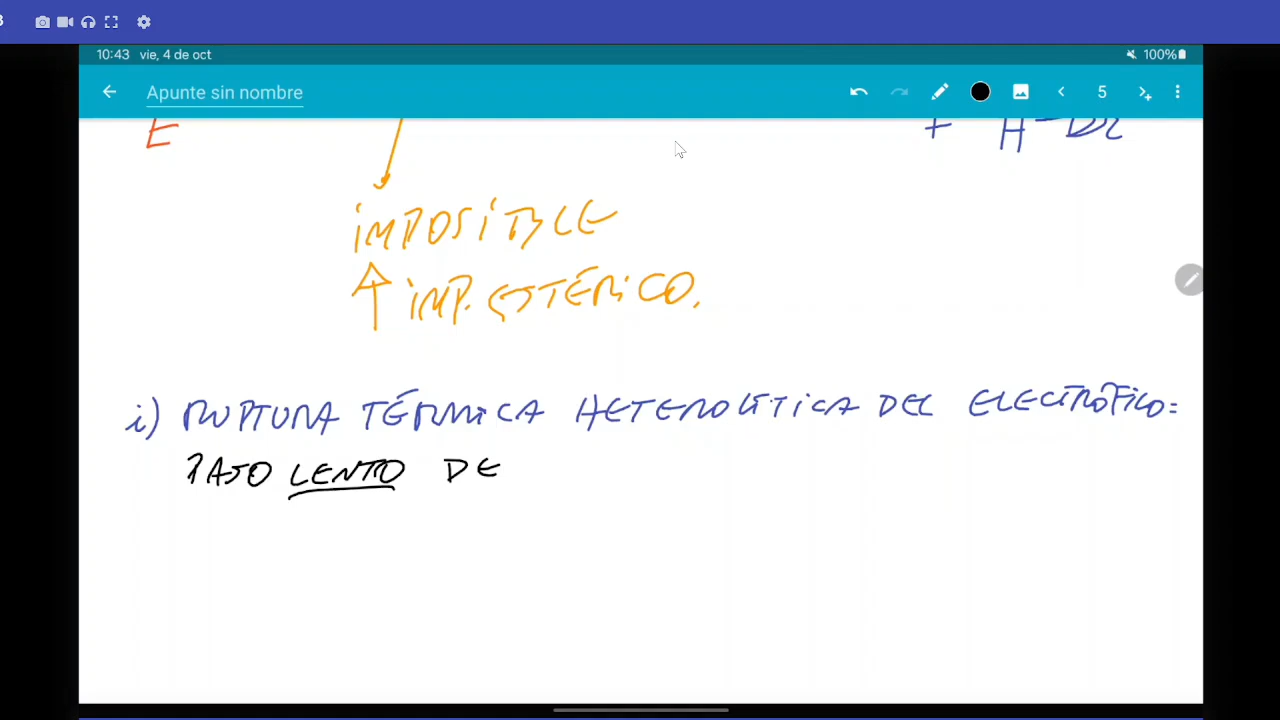 10:43 vie, 4 de oct 100%
Apunte sin nombre 5
E + H-Br
IMPOSIBLE
↑ IMP. ESTÉRICO.
i) RUPTURA TÉRMICA HETEROLÍTICA DEL ELECTRÓFILO:
PASO LENTO DE